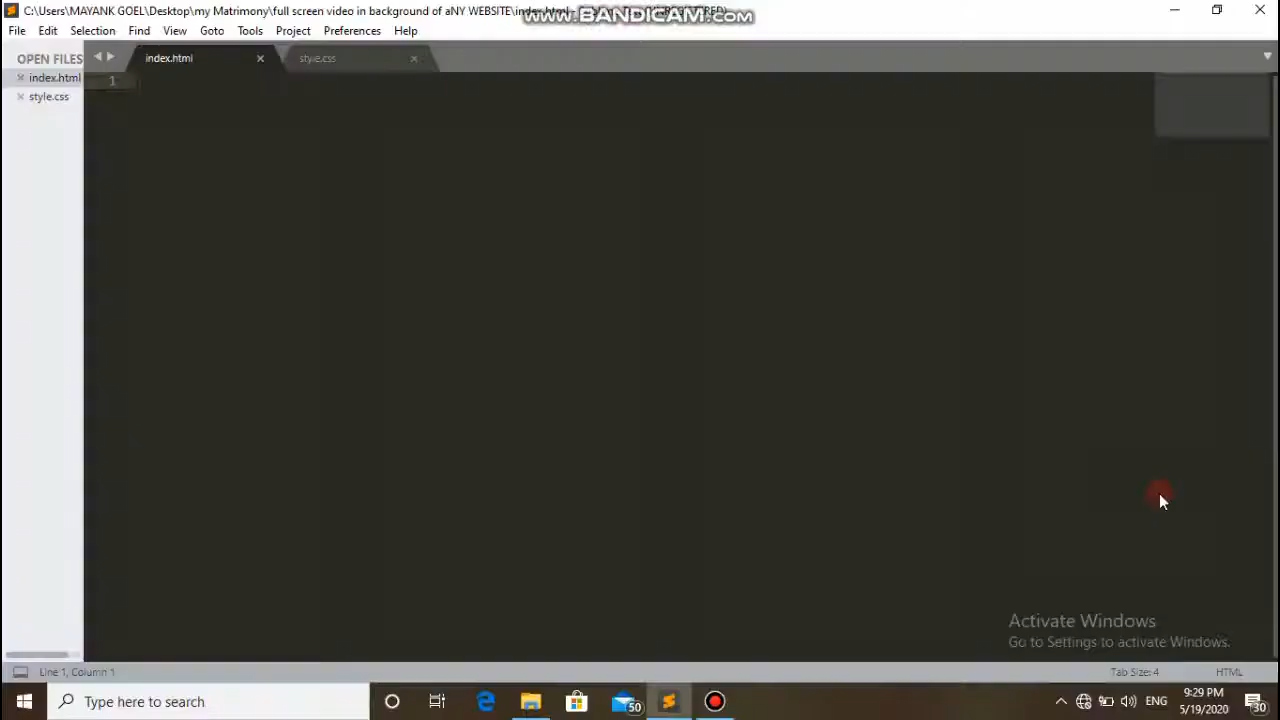 C:\Users\MAYANK GOEL\Desktop\my Matrimony\full screen video in background of aNY WEBSITE\index.html
WWW.BANDICAM.COM
File Edit Selection Find View Goto Tools Project Preferences Help
OPEN FILES
index.html
style.css
index.html
style.css
1
Activate Windows
Go to Settings to activate Windows.
Line 1, Column 1
Tab Size: 4
HTML
Type here to search
50
ENG
9:29 PM
5/19/2020
30